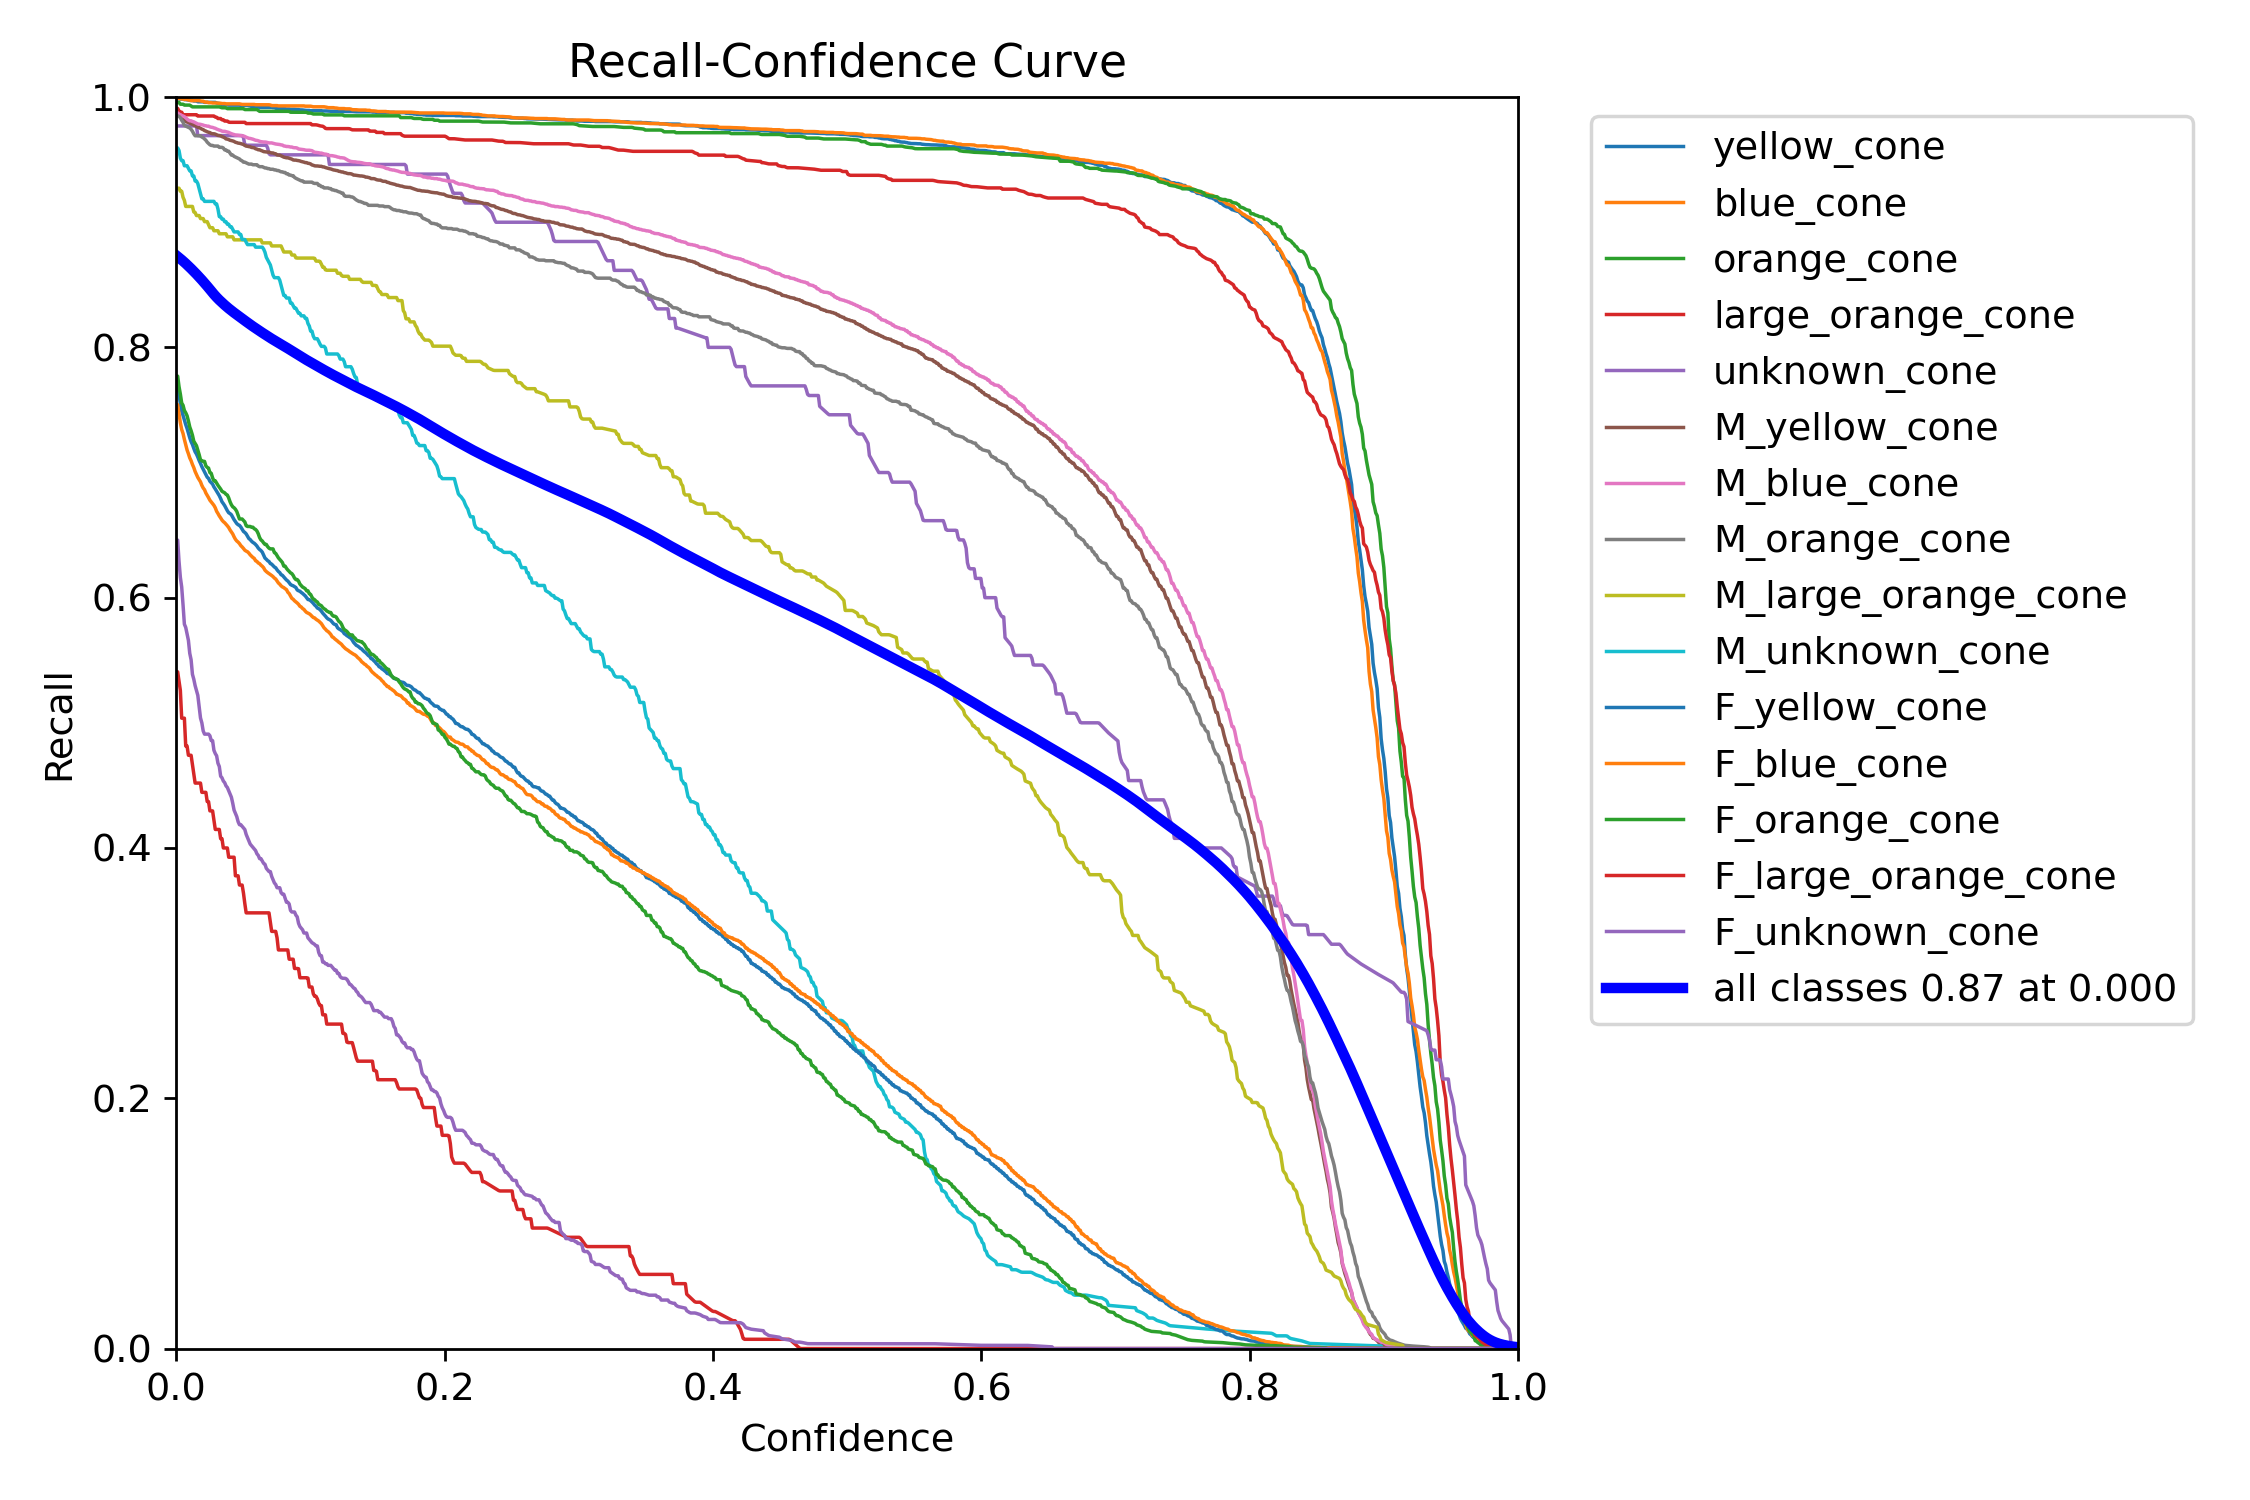 Recall-Confidence Curve
1.0
0.8
0.6
0.4
0.2
0.0
Recall
0.0 0.2 0.4 0.6 0.8 1.0
Confidence
yellow_cone
blue_cone
orange_cone
large_orange_cone
unknown_cone
M_yellow_cone
M_blue_cone
M_orange_cone
M_large_orange_cone
M_unknown_cone
F_yellow_cone
F_blue_cone
F_orange_cone
F_large_orange_cone
F_unknown_cone
all classes 0.87 at 0.000